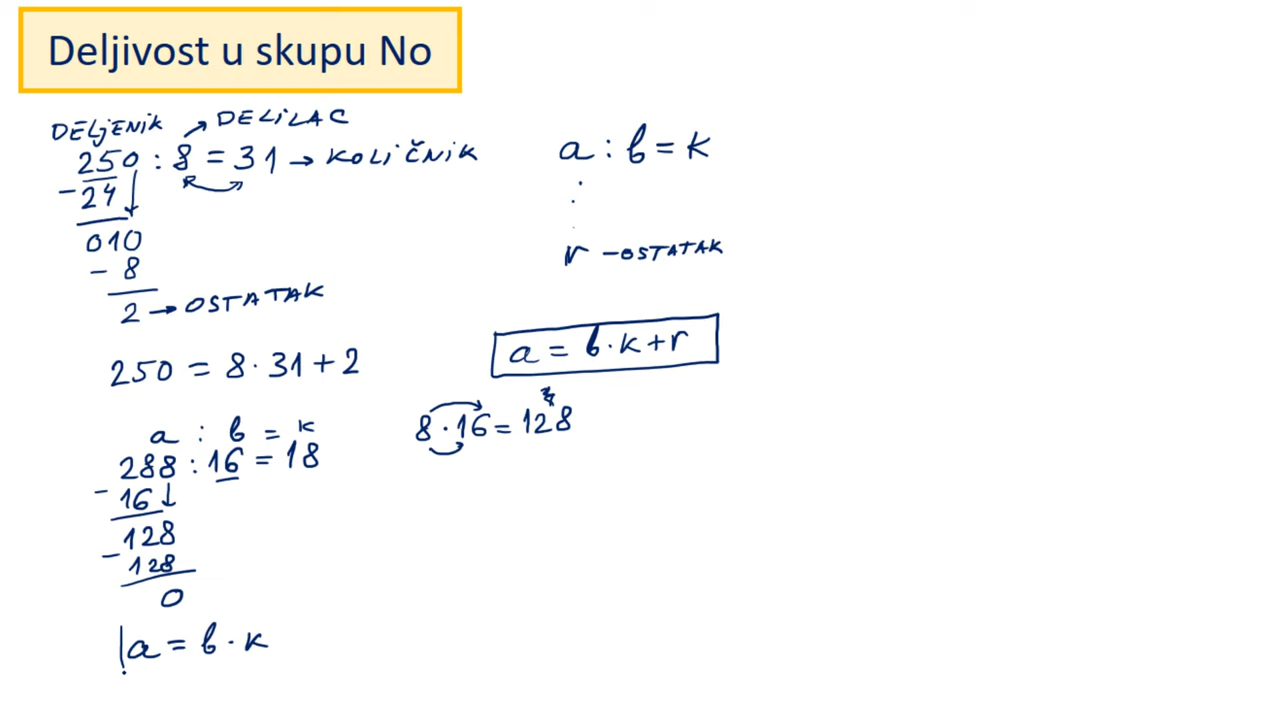 Deljivost u skupu No
DELJENIK → DELILAC
250 : 8 = 31 → KOLIČNIK
- 24
010
- 8
2 → OSTATAK
250 = 8 · 31 + 2
a : b = k
288 : 16 = 18
- 16
128
- 128
0
a = b · k
a : b = k
r - OSTATAK
a = b · k + r
8 · 16 = 128